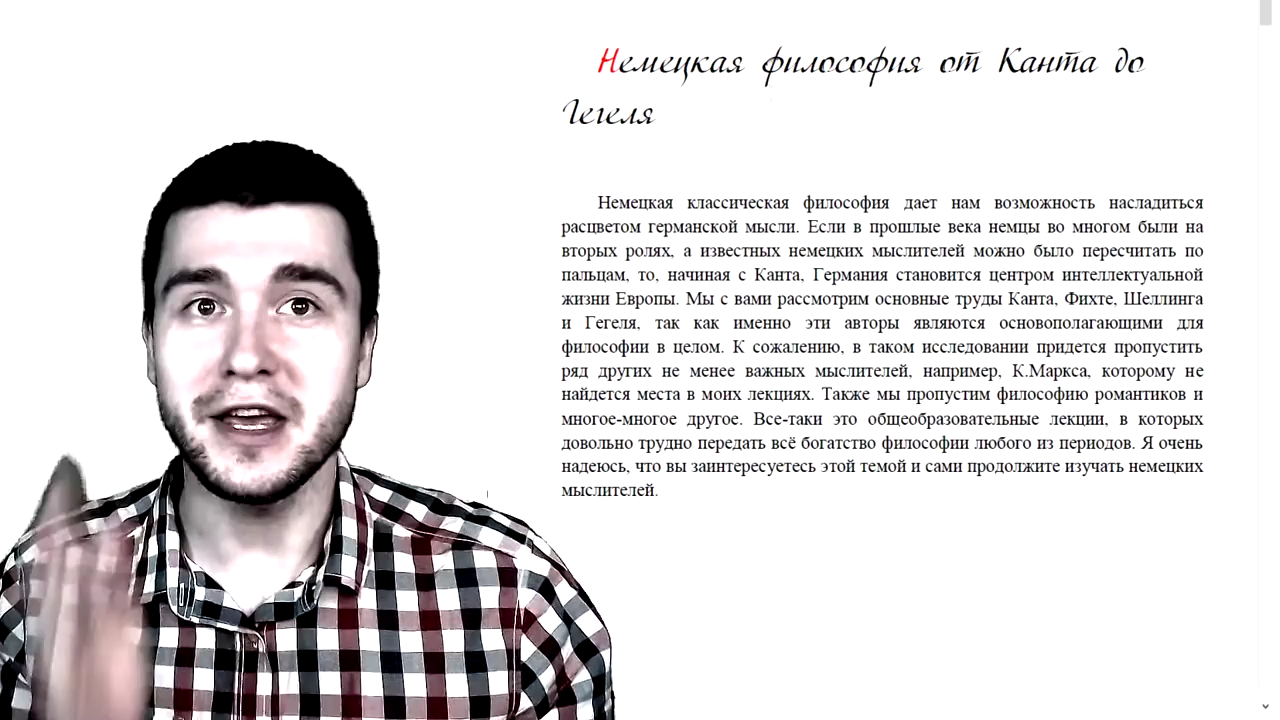 Немецкая философия от Канта до
Гегеля
Немецкая классическая философия дает нам возможность насладиться
расцветом германской мысли. Если в прошлые века немцы во многом были на
вторых ролях, а известных немецких мыслителей можно было пересчитать по
пальцам, то, начиная с Канта, Германия становится центром интеллектуальной
жизни Европы. Мы с вами рассмотрим основные труды Канта, Фихте, Шеллинга
и Гегеля, так как именно эти авторы являются основополагающими для
философии в целом. К сожалению, в таком исследовании придется пропустить
ряд других не менее важных мыслителей, например, К.Маркса, которому не
найдется места в моих лекциях. Также мы пропустим философию романтиков и
многое-многое другое. Все-таки это общеобразовательные лекции, в которых
довольно трудно передать всё богатство философии любого из периодов. Я очень
надеюсь, что вы заинтересуетесь этой темой и сами продолжите изучать немецких
мыслителей.